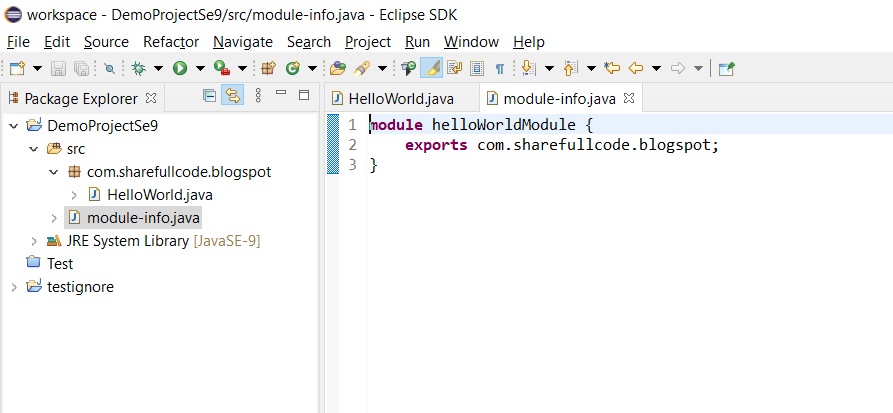 workspace - DemoProjectSe9/src/module-info.java - Eclipse SDK
File Edit Source Refactor Navigate Search Project Run Window Help
Package Explorer
HelloWorld.java module-info.java
DemoProjectSe9
src
com.sharefullcode.blogspot
HelloWorld.java
module-info.java
JRE System Library [JavaSE-9]
Test
testignore
1 module helloWorldModule {
2 exports com.sharefullcode.blogspot;
3 }